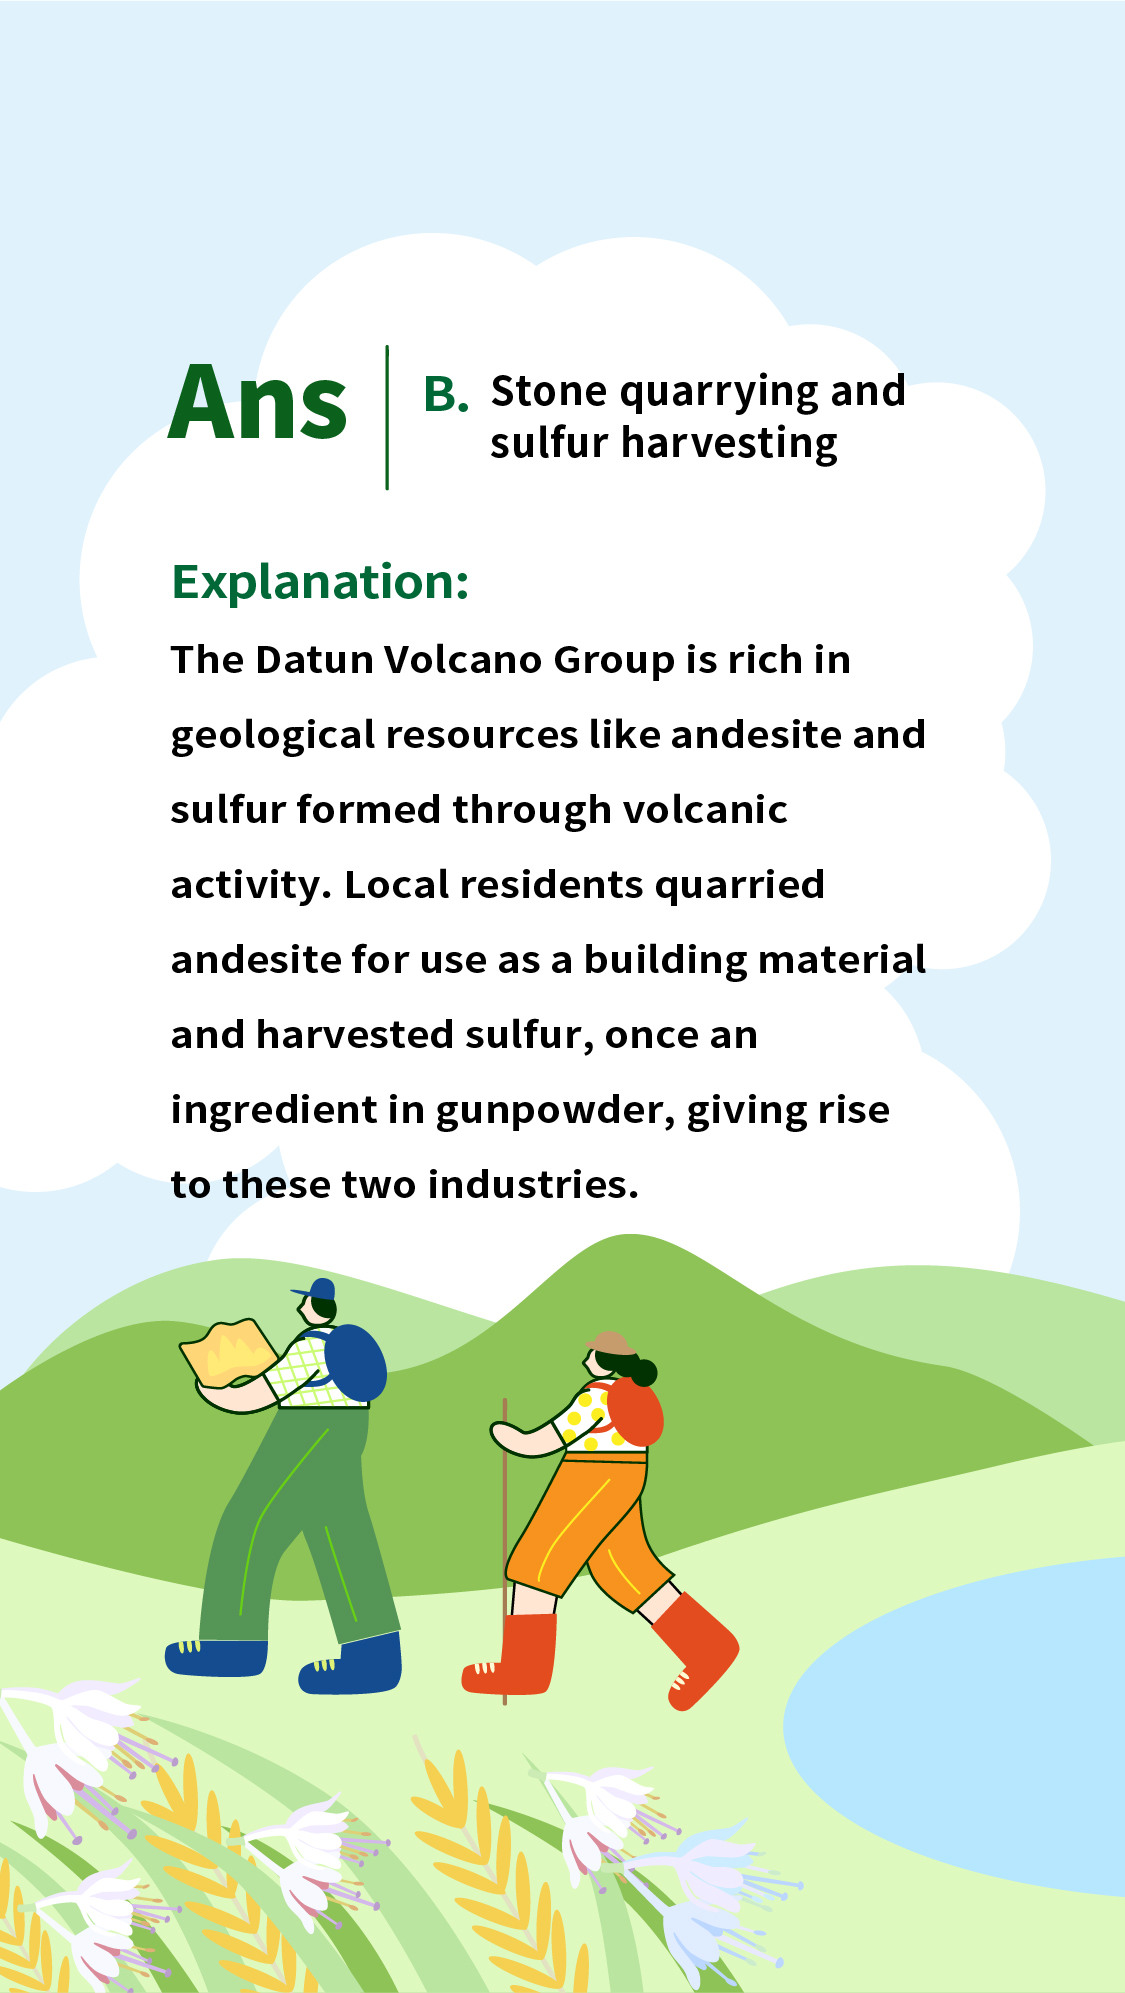 Ans
B. Stone quarrying and
sulfur harvesting
Explanation:
The Datun Volcano Group is rich in
geological resources like andesite and
sulfur formed through volcanic
activity. Local residents quarried
andesite for use as a building material
and harvested sulfur, once an
ingredient in gunpowder, giving rise
to these two industries.